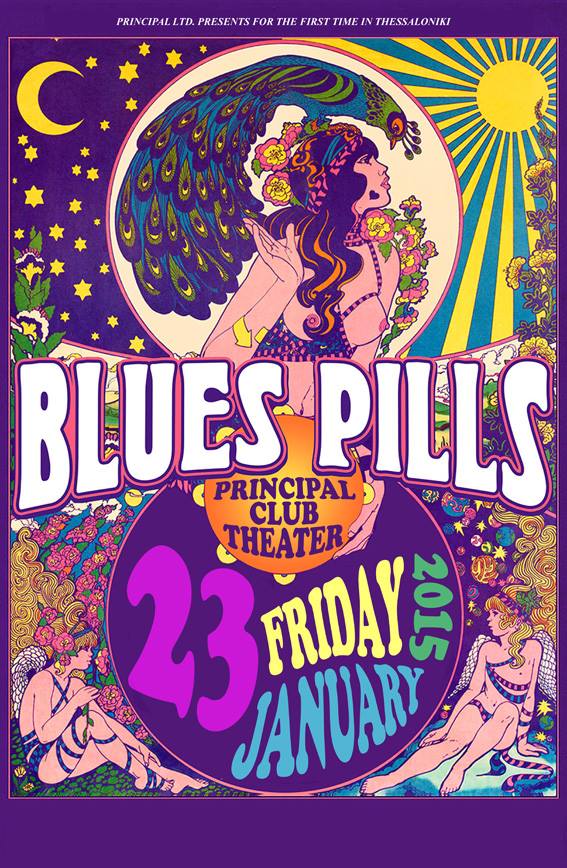 PRINCIPAL LTD. PRESENTS FOR THE FIRST TIME IN THESSALONIKI
BLUES PILLS
PRINCIPAL
CLUB
THEATER
23
FRIDAY
JANUARY
2015